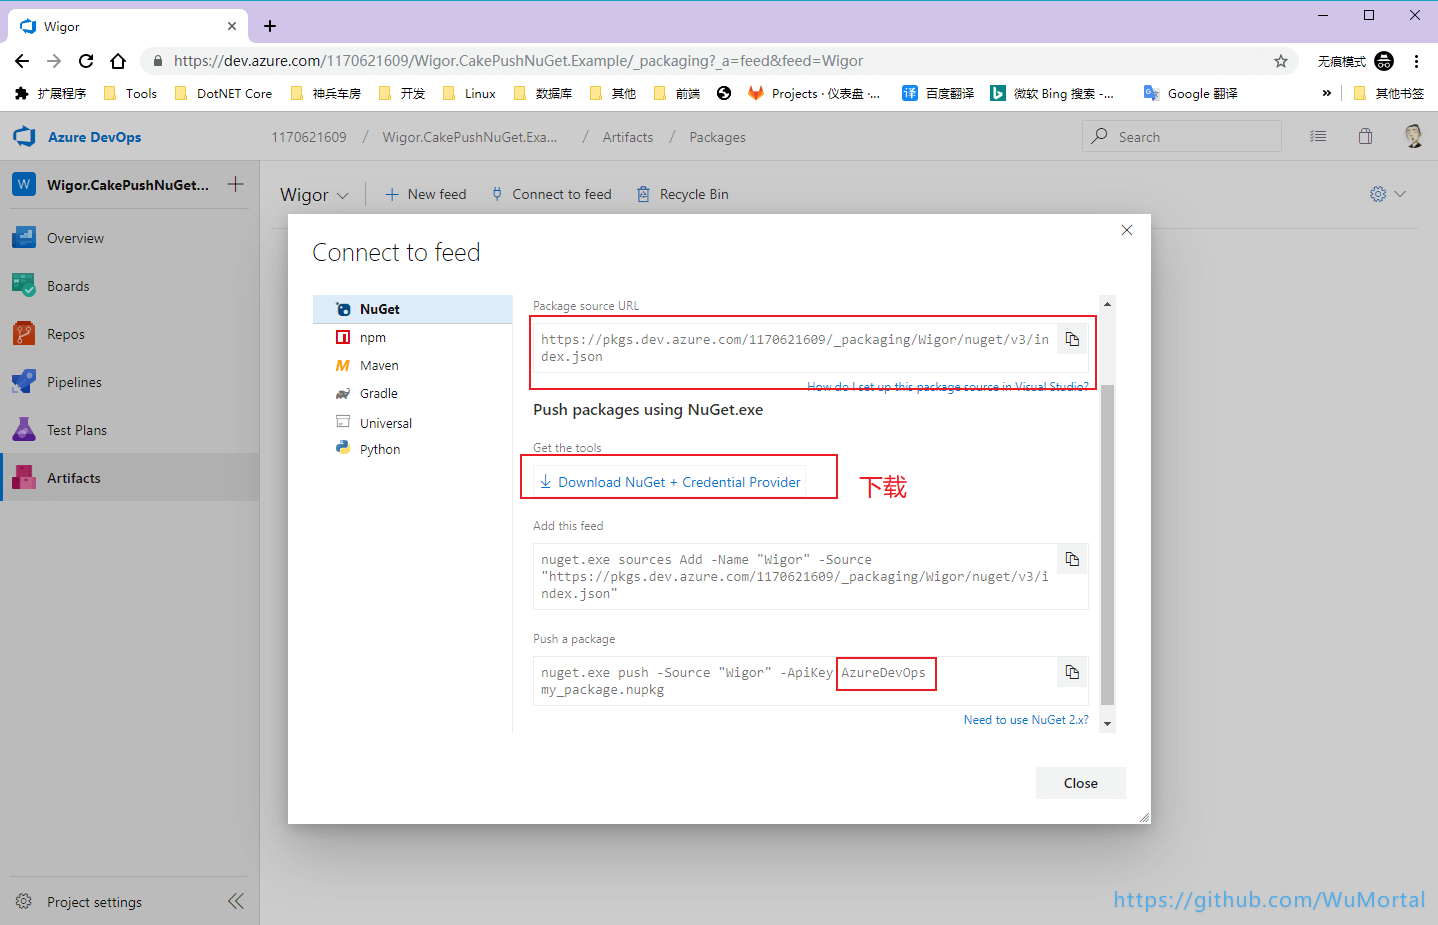 Wigor
https://dev.azure.com/1170621609/Wigor.CakePushNuGet.Example/_packaging?_a=feed&feed=Wigor
无痕模式
扩展程序 Tools DotNET Core 神兵车房 开发 Linux 数据库 其他 前端 Projects · 仪表盘 ·... 译 百度翻译 微软 Bing 搜索 -... Google 翻译 » 其他书签
Azure DevOps 1170621609 / Wigor.CakePushNuGet.Exa... / Artifacts / Packages Search
W Wigor.CakePushNuGet...
Wigor New feed Connect to feed Recycle Bin
Overview
Boards
Repos
Pipelines
Test Plans
Artifacts
Project settings
Connect to feed
NuGet
npm
Maven
Gradle
Universal
Python
Package source URL
https://pkgs.dev.azure.com/1170621609/_packaging/Wigor/nuget/v3/in
dex.json
How do I set up this package source in Visual Studio?
Push packages using NuGet.exe
Get the tools
Download NuGet + Credential Provider
下载
Add this feed
nuget.exe sources Add -Name "Wigor" -Source
"https://pkgs.dev.azure.com/1170621609/_packaging/Wigor/nuget/v3/i
ndex.json"
Push a package
nuget.exe push -Source "Wigor" -ApiKey AzureDevOps
my_package.nupkg
Need to use NuGet 2.x?
Close
https://github.com/WuMortal